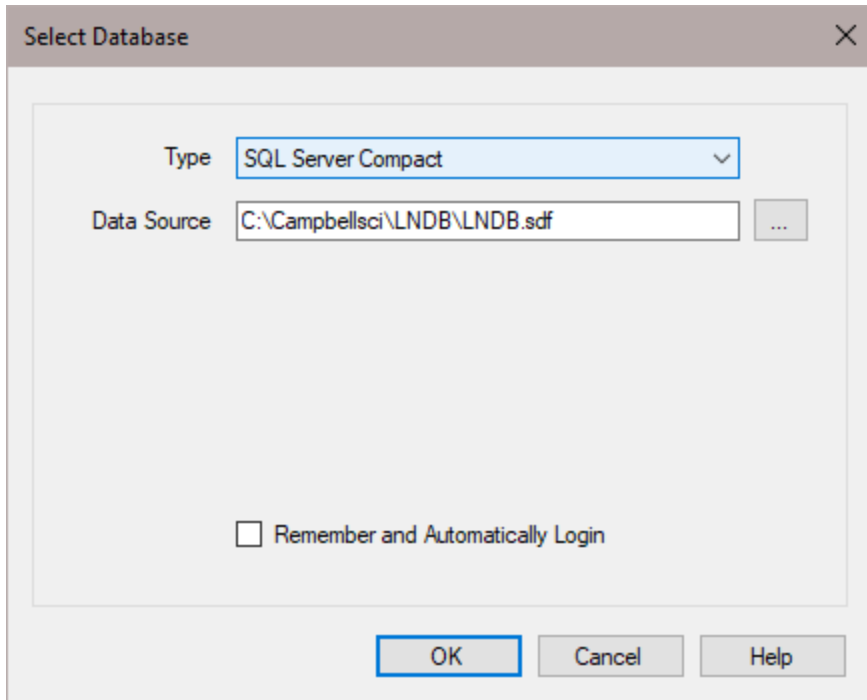 Select Database
Type SQL Server Compact
Data Source C:\Campbellsci\LNDB\LNDB.sdf ...
Remember and Automatically Login
OK Cancel Help